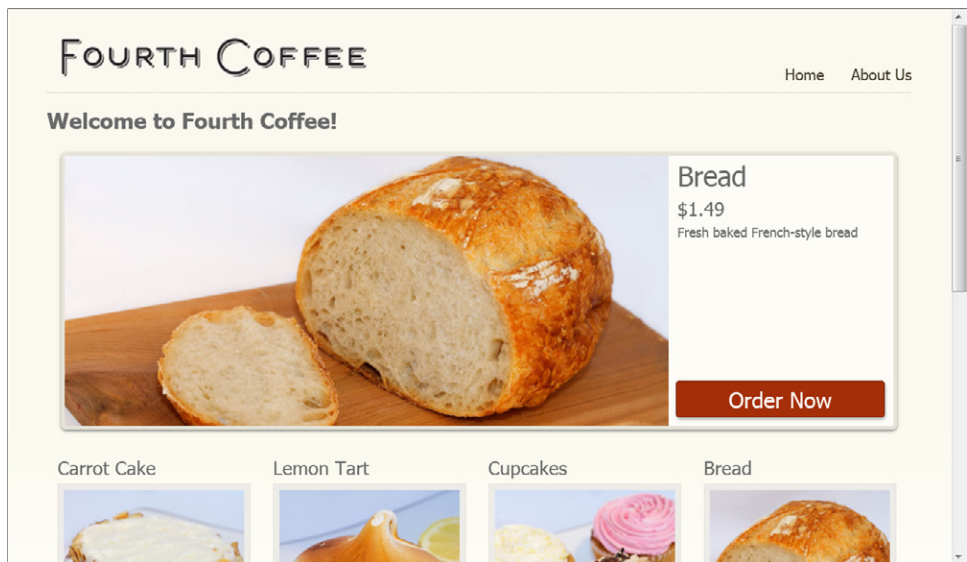 Fourth Coffee
Home About Us
Welcome to Fourth Coffee!
Bread
$1.49
Fresh baked French-style bread
Order Now
Carrot Cake Lemon Tart Cupcakes Bread